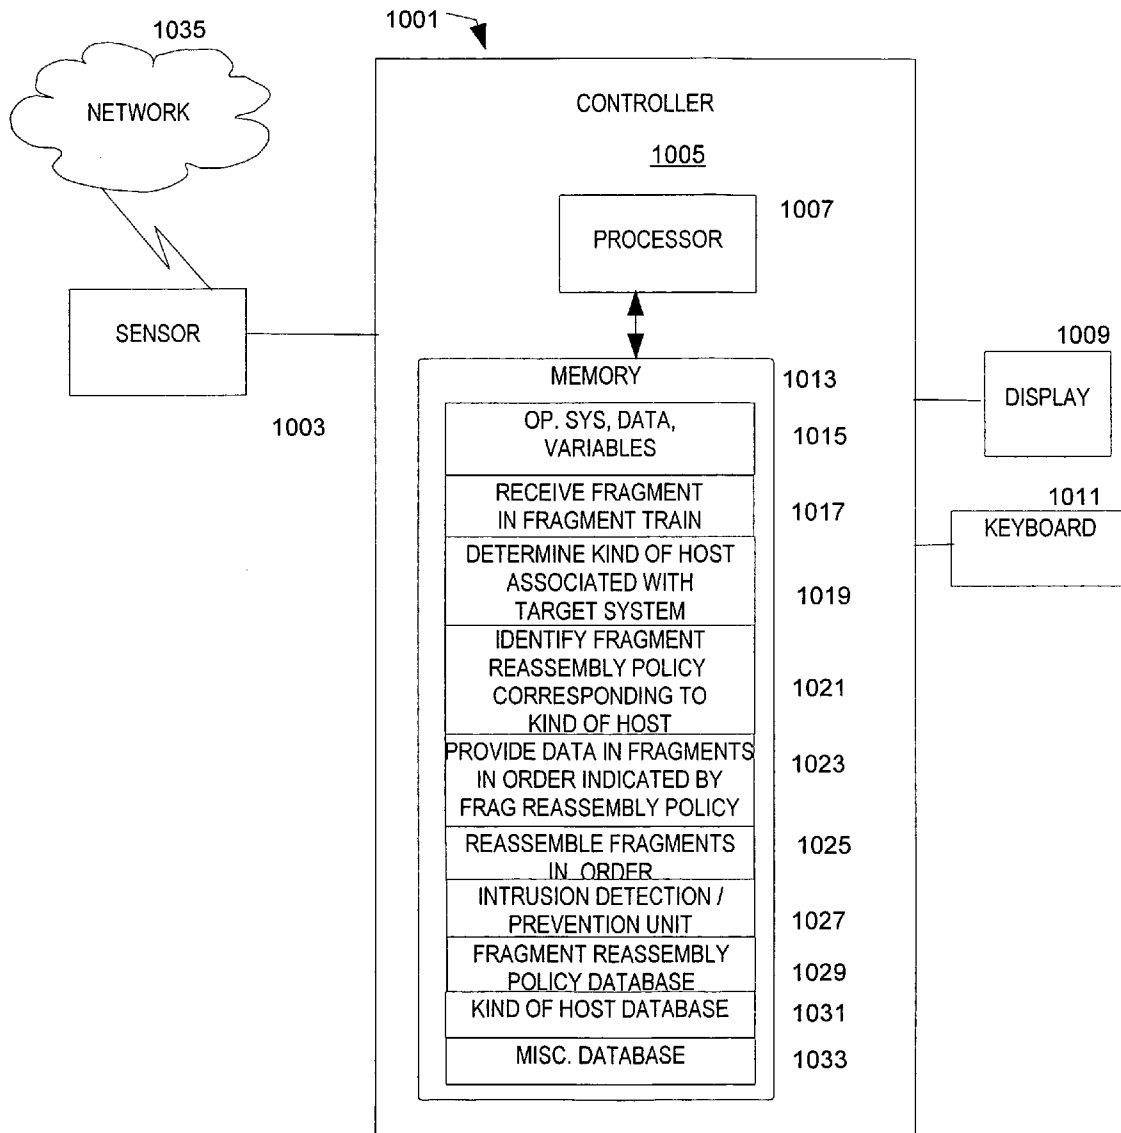 1035
1001
NETWORK
CONTROLLER
1005
1007
PROCESSOR
SENSOR
1003
1009
DISPLAY
1011
KEYBOARD
MEMORY
1013
OP. SYS, DATA,
VARIABLES
1015
RECEIVE FRAGMENT
IN FRAGMENT TRAIN
1017
DETERMINE KIND OF HOST
ASSOCIATED WITH
TARGET SYSTEM
1019
IDENTIFY FRAGMENT
REASSEMBLY POLICY
CORRESPONDING TO
KIND OF HOST
1021
PROVIDE DATA IN FRAGMENTS
IN ORDER INDICATED BY
FRAG REASSEMBLY POLICY
1023
REASSEMBLE FRAGMENTS
IN ORDER
1025
INTRUSION DETECTION /
PREVENTION UNIT
1027
FRAGMENT REASSEMBLY
POLICY DATABASE
1029
KIND OF HOST DATABASE
1031
MISC. DATABASE
1033